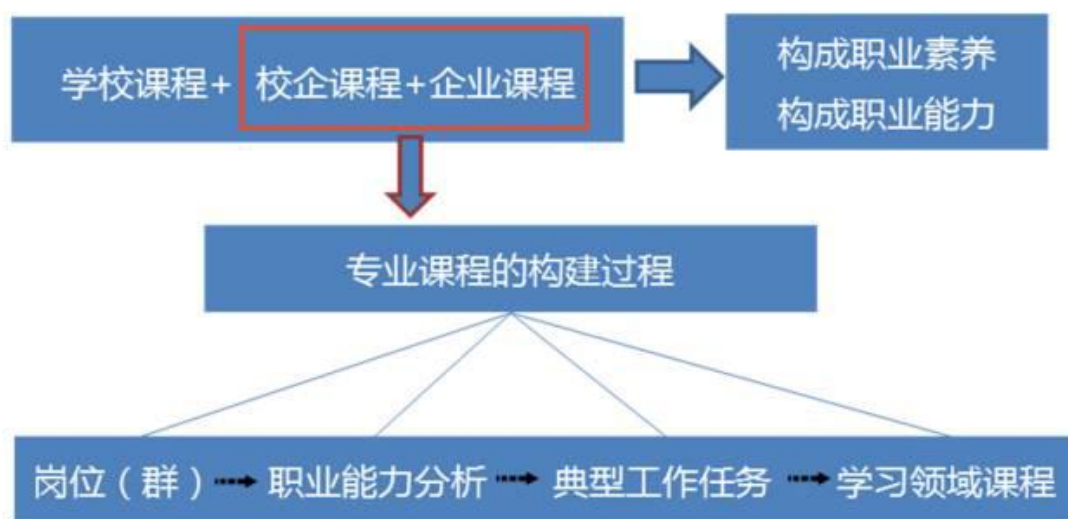 学校课程+ 校企课程+企业课程
构成职业素养
构成职业能力
专业课程的构建过程
岗位（群） 职业能力分析 典型工作任务 学习领域课程